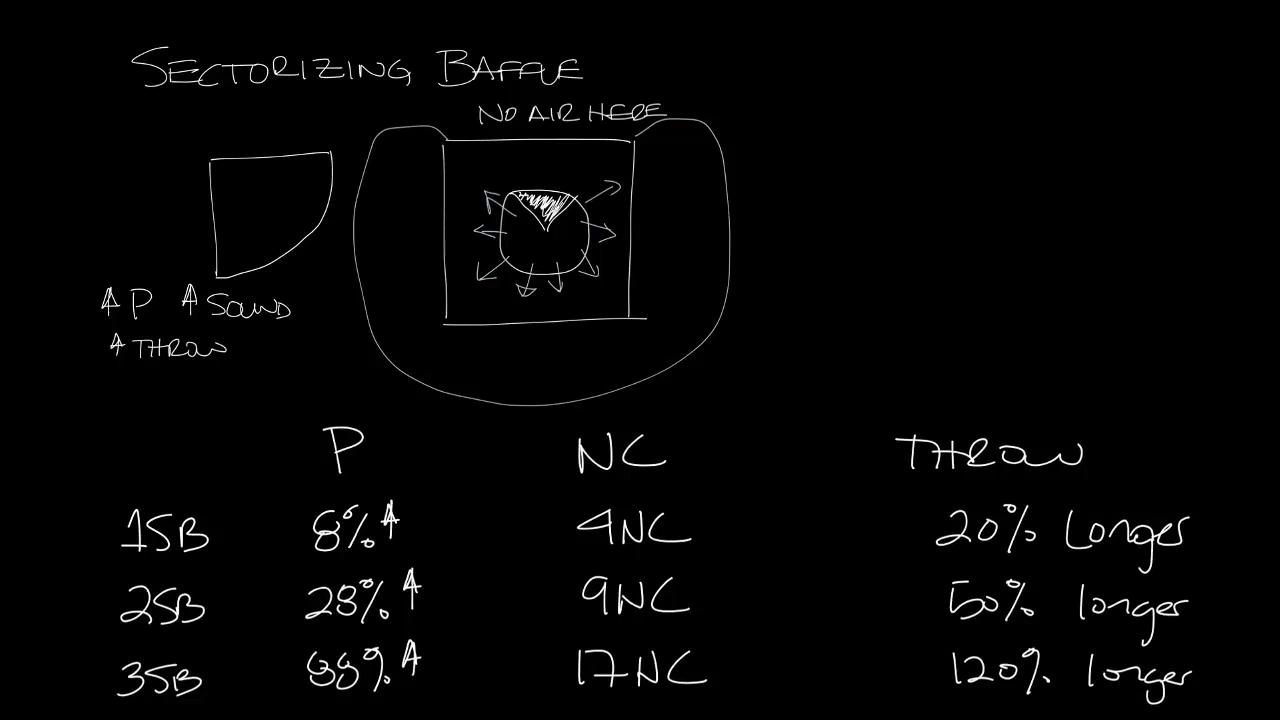 SECTORIZING BAFFLE
NO AIR HERE
↑ P ↑ SOUND
↑ THROW
P NC THROW
1SB 8%↑ 4NC 20% Longer
2SB 28%↑ 9NC 50% longer
3SB 88%↑ 17NC 120% longer